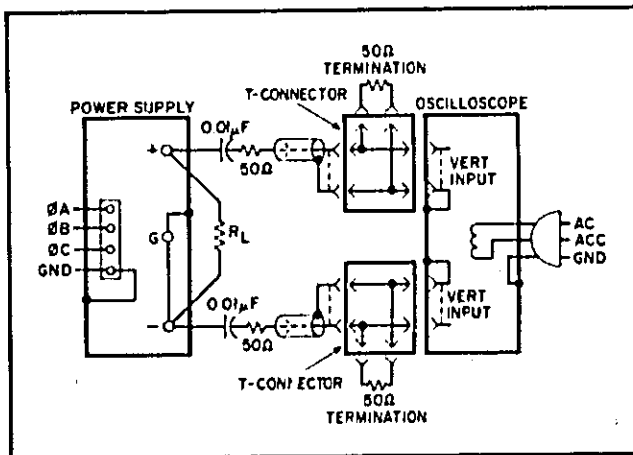 50Ω
TERMINATION
T-CONNECTOR
POWER SUPPLY
OSCILLOSCOPE
0.01µF
+
50Ω
VERT
INPUT
ØA
ØB
ØC
GND
G
RL
AC
ACC
GND
0.01µF
-
50Ω
VERT
INPUT
T-CONNECTOR
50Ω
TERMINATION